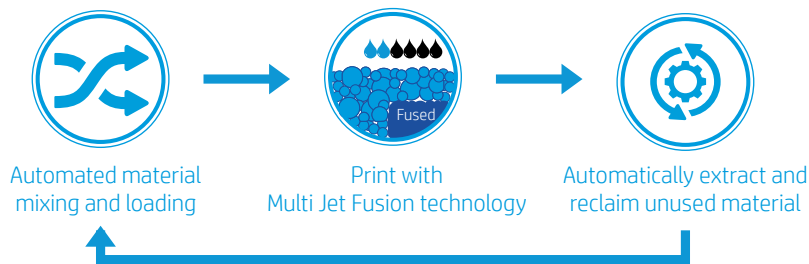 Fused
Automated material
mixing and loading
Print with
Multi Jet Fusion technology
Automatically extract and
reclaim unused material